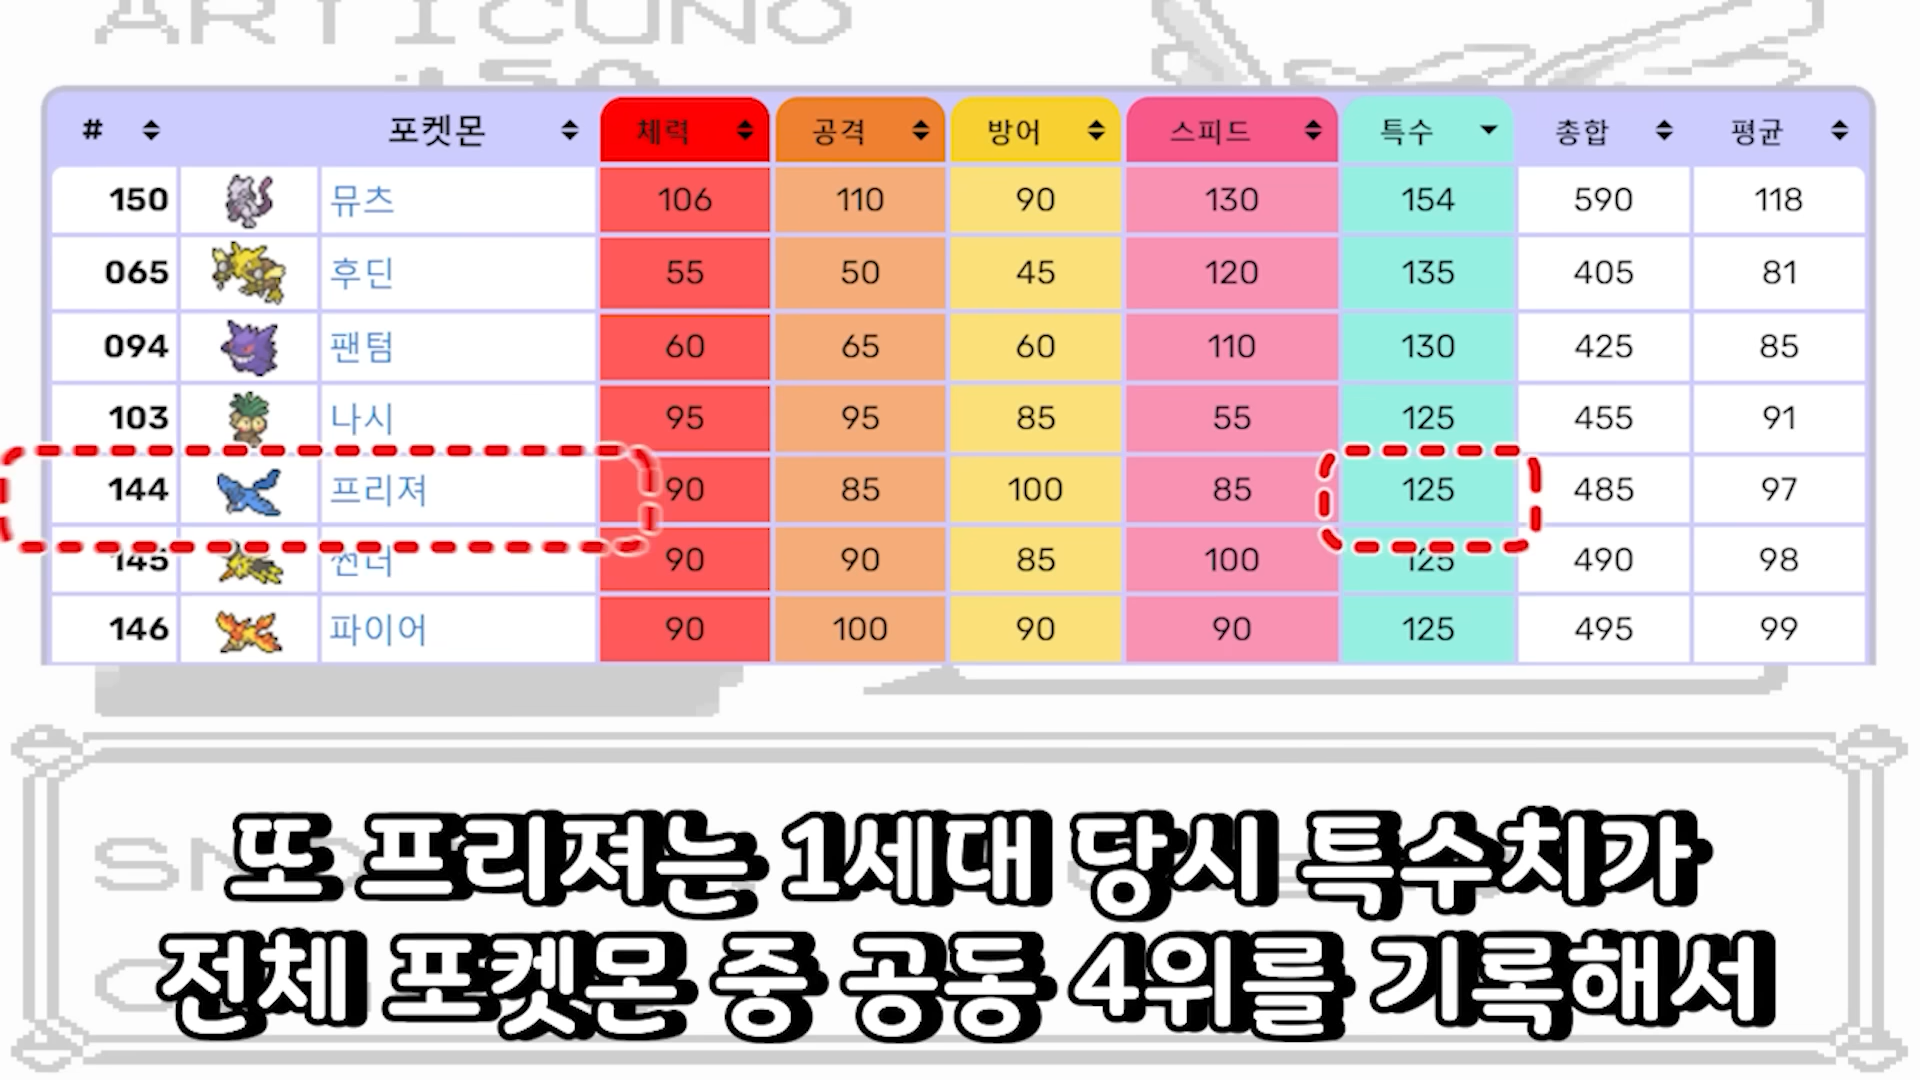 ARTICUNO
# 포켓몬 체력 공격 방어 스피드 특수 총합 평균
150 뮤츠 106 110 90 130 154 590 118
065 후딘 55 50 45 120 135 405 81
094 팬텀 60 65 60 110 130 425 85
103 나시 95 95 85 55 125 455 91
144 프리져 90 85 100 85 125 485 97
145 썬더 90 90 85 100 125 490 98
146 파이어 90 100 90 90 125 495 99
또 프리져는 1세대 당시 특수치가
전체 포켓몬 중 공동 4위를 기록해서